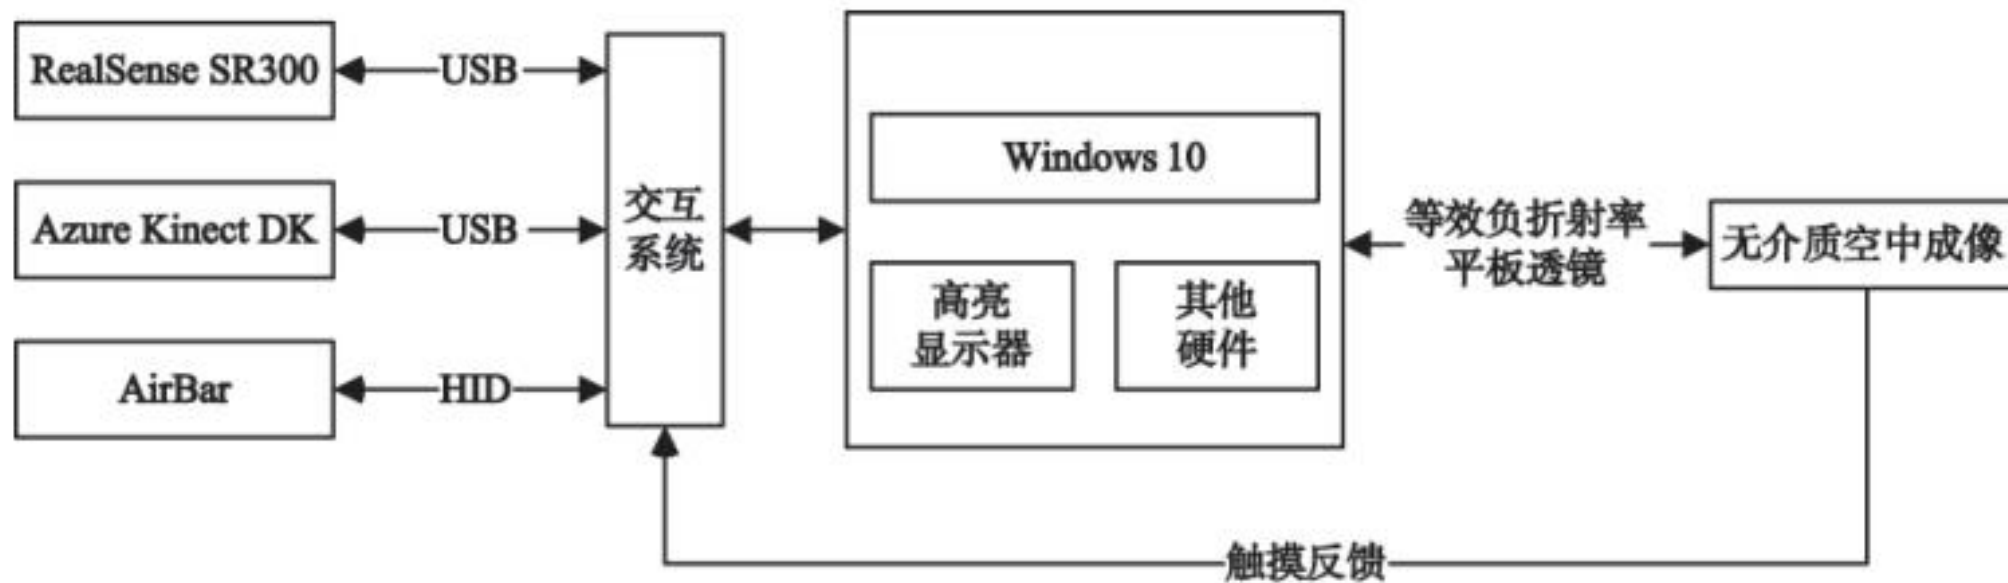 RealSense SR300
USB
Azure Kinect DK
USB
AirBar
HID
交互
系统
Windows 10
高亮
显示器
其他
硬件
等效负折射率
平板透镜
无介质空中成像
触摸反馈